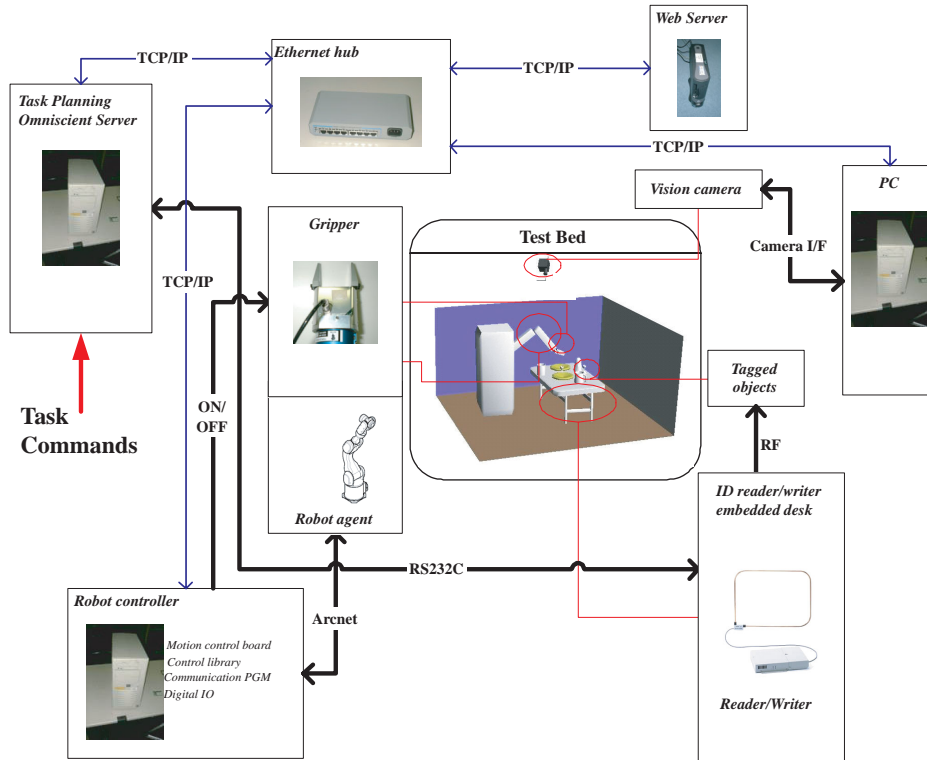 Web Server
Ethernet hub
TCP/IP
TCP/IP
Task Planning
Omniscient Server
TCP/IP
Vision camera
PC
Gripper
Test Bed
Camera I/F
TCP/IP
Tagged
objects
ON/
OFF
Task
Commands
RF
ID reader/writer
embedded desk
Robot agent
RS232C
Robot controller
Arcnet
Motion control board
Control library
Communication PGM
Digital IO
Reader/Writer